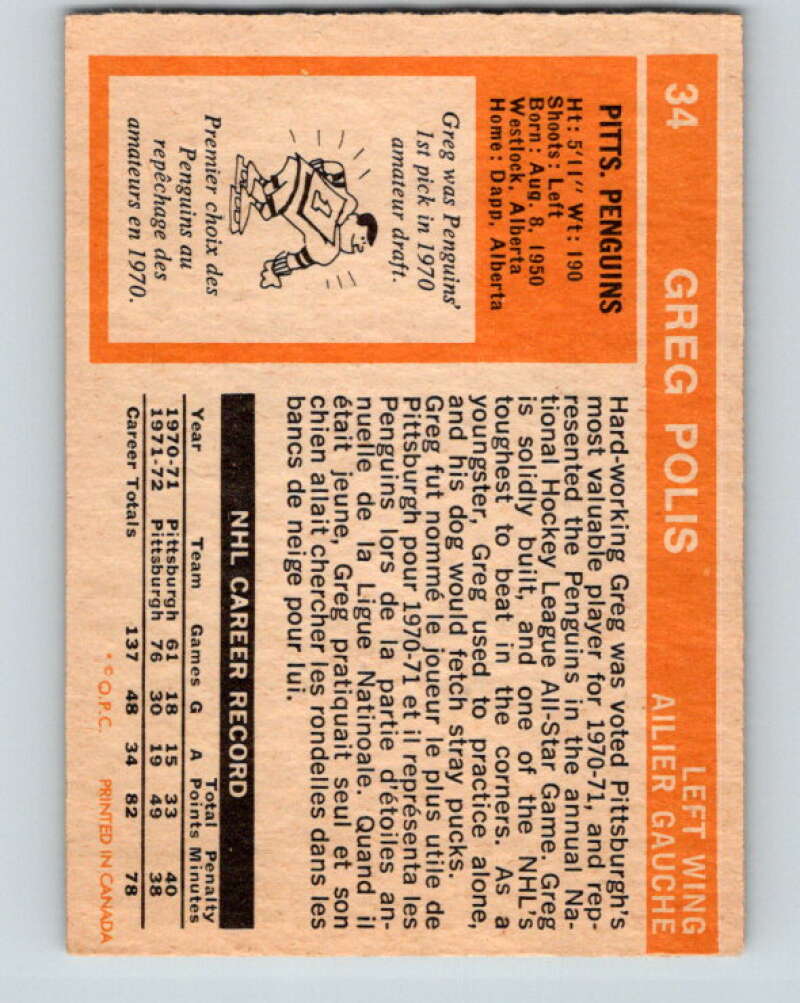 34
GREG POLIS
LEFT WING
AILIER GAUCHE
PITTS. PENGUINS
Ht: 5'11" Wt: 190
Shoots: Left
Born: Aug. 8, 1950
Westlock, Alberta
Home: Dapp, Alberta
Greg was Penguins'
1st pick in 1970
amateur draft.
1
Premier choix des
Penguins au
repêchage des
amateurs en 1970.
Hard-working Greg was voted Pittsburgh's
most valuable player for 1970-71, and rep-
resented the Penguins in the annual Na-
tional Hockey League All-Star Game. Greg
is solidly built, and one of the NHL's
toughest to beat in the corners. As a
youngster, Greg used to practice alone,
and his dog would fetch stray pucks.
Greg fut nommé le joueur le plus utile de
Pittsburgh pour 1970-71 et il représenta les
Penguins lors de la partie d'étoiles an-
nuelle de la Ligue Natinoale. Quand il
était jeune, Greg pratiquait seul et son
chien allait chercher les rondelles dans les
bancs de neige pour lui.
NHL CAREER RECORD
Year Team Games G A Total Points Penalty Minutes
1970-71 Pittsburgh 61 18 15 33 40
1971-72 Pittsburgh 76 30 19 49 38
Career Totals 137 48 34 82 78
* © O.P.C. PRINTED IN CANADA